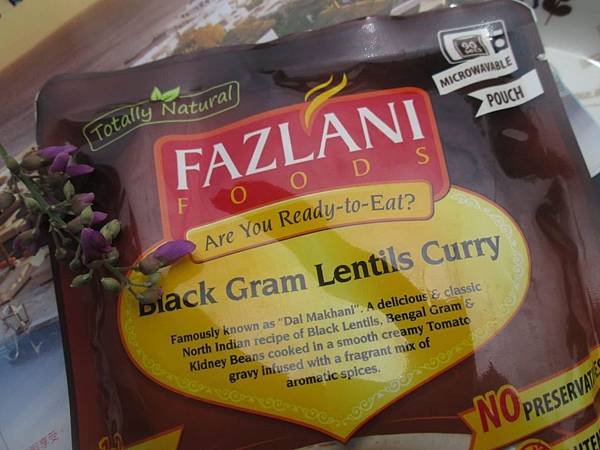 90 SEC.
MICROWAVABLE
POUCH
Totally Natural
FAZLANI
FOODS
Are You Ready-to-Eat?
Black Gram Lentils Curry
Famously known as "Dal Makhani". A delicious & classic
North Indian recipe of Black Lentils, Bengal Gram &
Kidney Beans cooked in a smooth creamy Tomato
gravy infused with a fragrant mix of
aromatic spices.
NO PRESERVATIVES